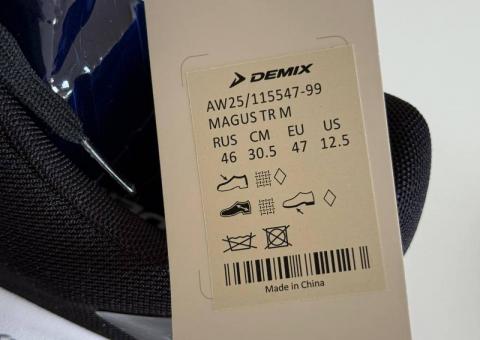 DEMIX
AW25/115547-99
MAGUS TR M
RUS CM EU US
46 30.5 47 12.5
Made in China